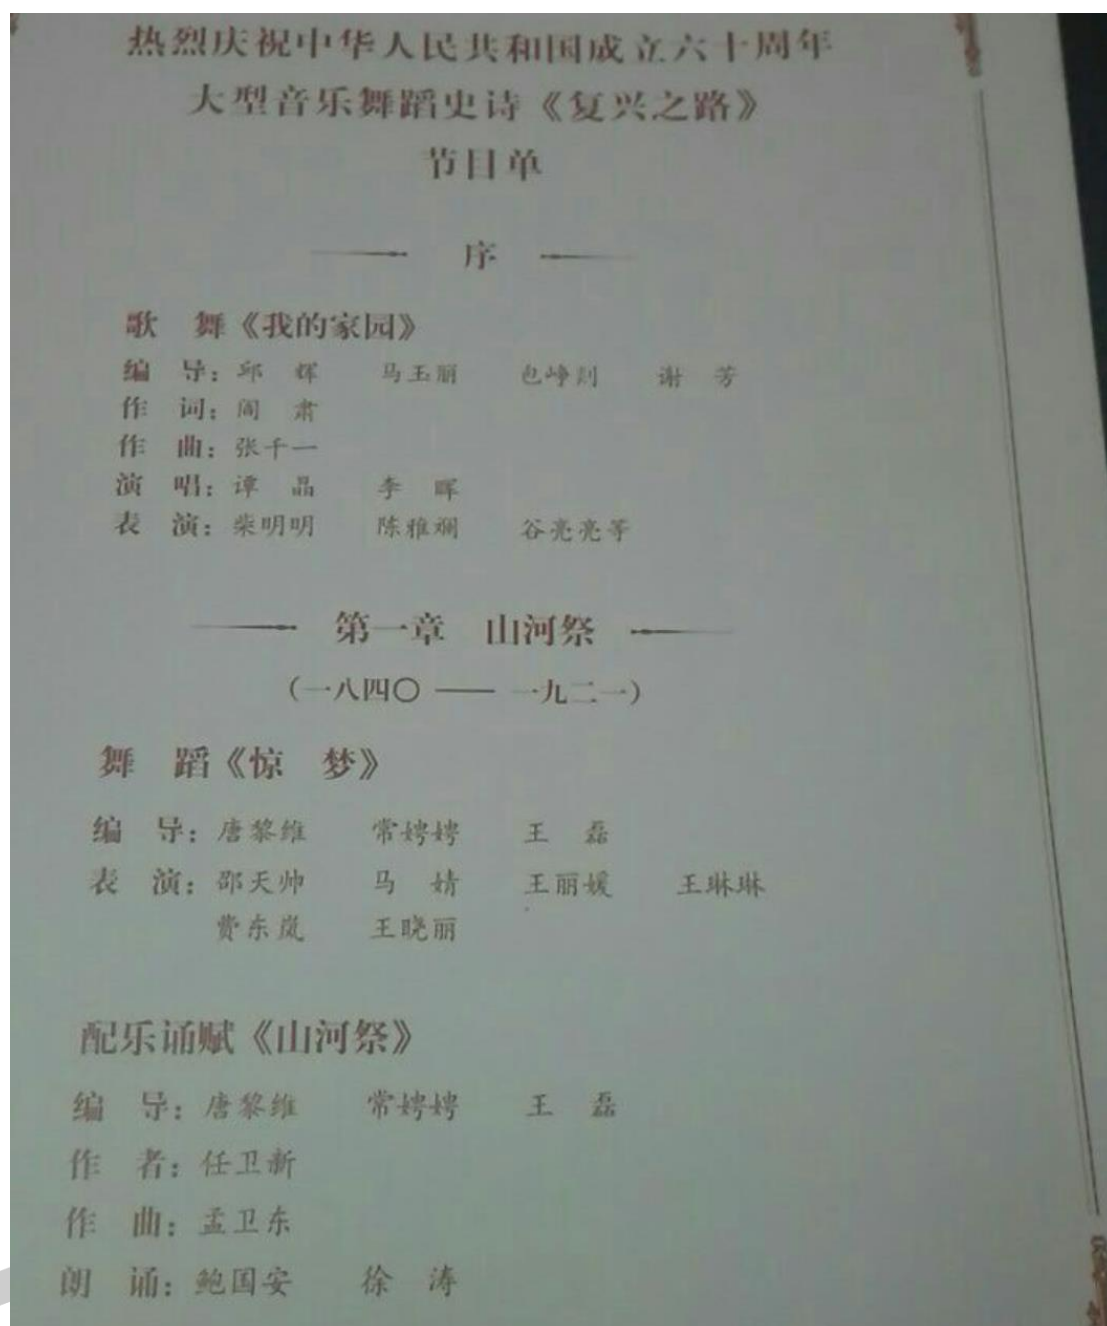 热烈庆祝中华人民共和国成立六十周年
大型音乐舞蹈史诗《复兴之路》
节目单
序
歌 舞《我的家园》
编 导：邱 辉 马玉丽 包峥 谢 芳
作 词：阎 肃
作 曲：张千一
演 唱：谭 晶 李 晖
表 演：柴明明 陈雅斓 谷亮亮等
第一章 山河祭
（一八四〇——一九二一）
舞 蹈《惊 梦》
编 导：唐黎维 常娉娉 王 磊
表 演：邵天帅 马 婧 王丽媛 王琳琳
费东岚 王晓丽
配乐诵赋《山河祭》
编 导：唐黎维 常娉娉 王 磊
作 者：任卫新
作 曲：孟卫东
朗 诵：鲍国安 徐 涛